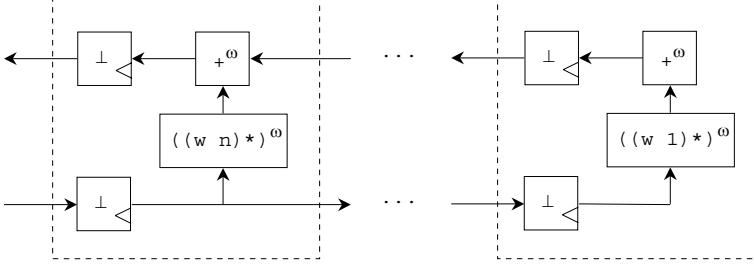 ⊥ +ω ··· ⊥ +ω
((w n)*)ω ((w 1)*)ω
⊥ ··· ⊥